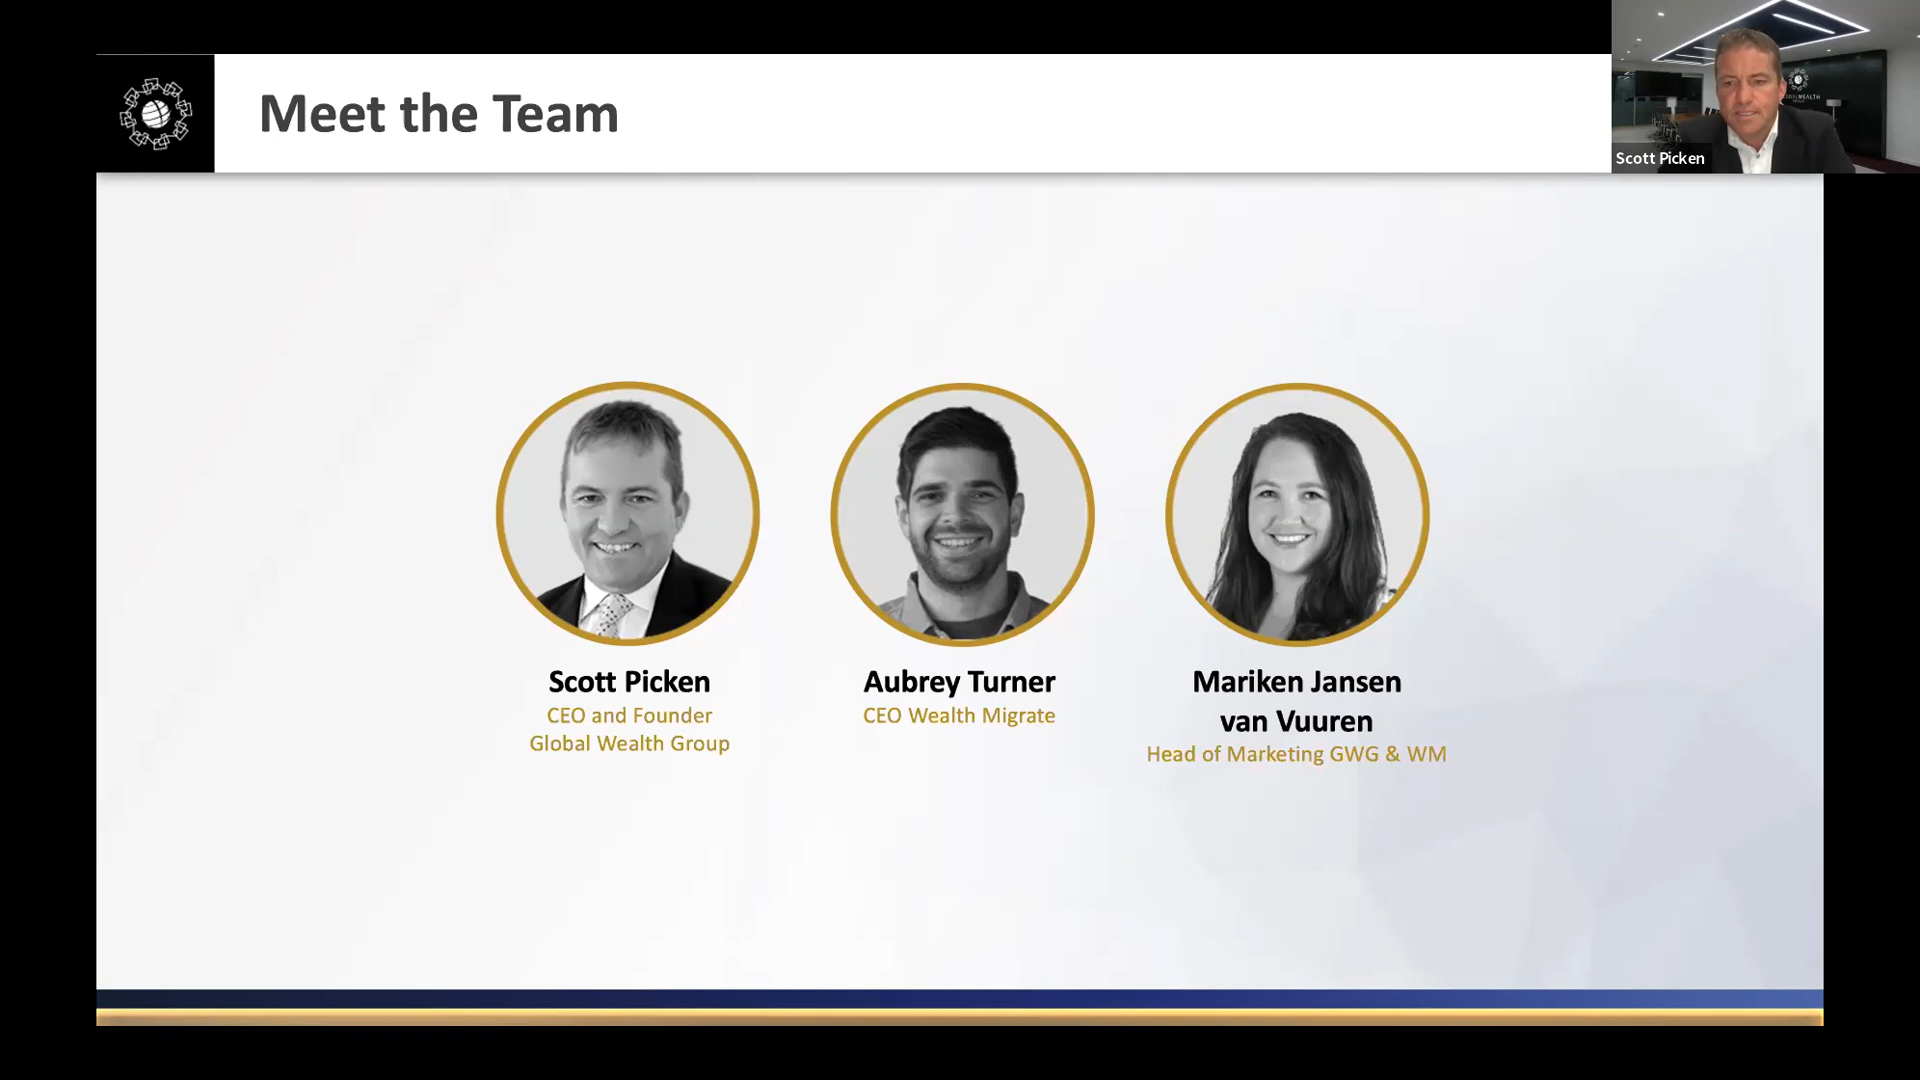 Meet the Team
Scott Picken
Scott Picken
CEO and Founder
Global Wealth Group
Aubrey Turner
CEO Wealth Migrate
Mariken Jansen
van Vuuren
Head of Marketing GWG & WM